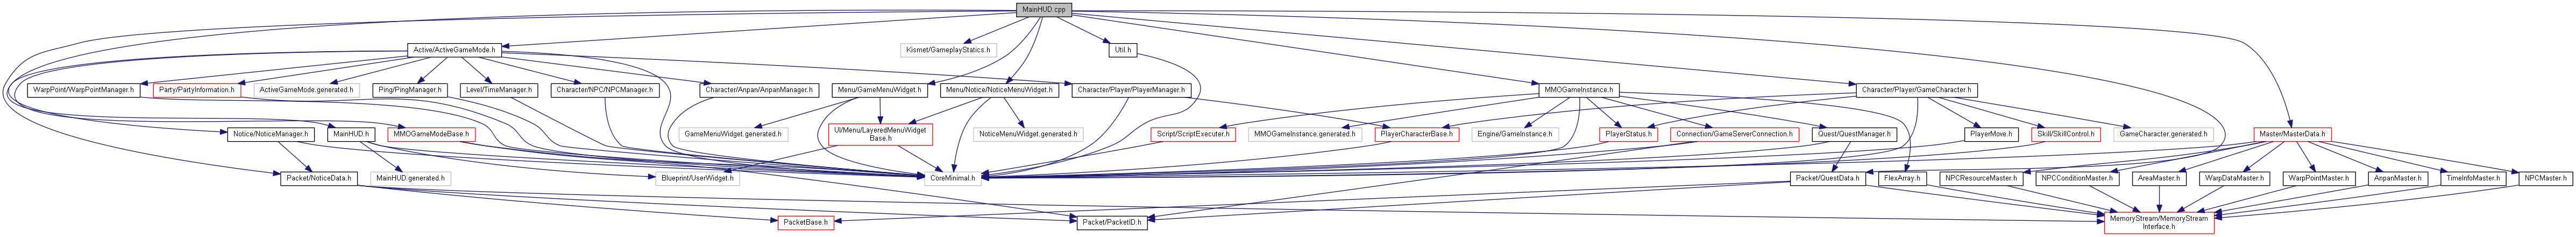 MainHUD.cpp
Active/ActiveGameMode.h
Kismet/GameplayStatics.h
Util.h
WarpPoint/WarpPointManager.h
Party/PartyInformation.h
ActiveGameMode.generated.h
Ping/PingManager.h
Level/TimeManager.h
Character/NPC/NPCManager.h
Character/Anpan/AnpanManager.h
Menu/GameMenuWidget.h
Menu/Notice/NoticeMenuWidget.h
Character/Player/PlayerManager.h
MMOGameInstance.h
Character/Player/GameCharacter.h
Notice/NoticeManager.h
MainHUD.h
MMOGameModeBase.h
GameMenuWidget.generated.h
UI/Menu/LayeredMenuWidget
Base.h
NoticeMenuWidget.generated.h
Script/ScriptExecuter.h
MMOGameInstance.generated.h
PlayerCharcterBase.h
Engine/GameInstance.h
PlayerStatus.h
Connection/GameServerConnection.h
Quest/QuestManager.h
PlayerMove.h
Skill/SkillControl.h
GameCharacter.generated.h
Master/MasterData.h
Packet/NoticeData.h
MainHUD.generated.h
Blueprint/UserWidget.h
CoreMinimal.h
Packet/QuestData.h
FlexArray.h
NPCResourceMaster.h
NPCConditionMaster.h
AreaMaster.h
WarpDataMaster.h
WarpPointMaster.h
AnpanMaster.h
TimeInfoMaster.h
NPCMaster.h
PacketBase.h
Packet/PacketID.h
MemoryStream/MemoryStream
Interface.h